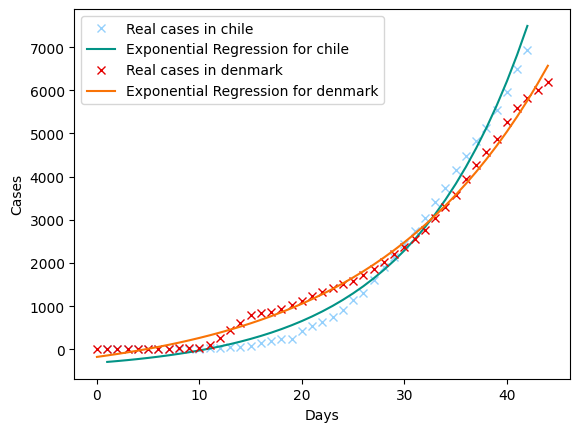 Real cases in chile
Exponential Regression for chile
Real cases in denmark
Exponential Regression for denmark
7000
6000
5000
4000
3000
2000
1000
0
Cases
0 10 20 30 40
Days